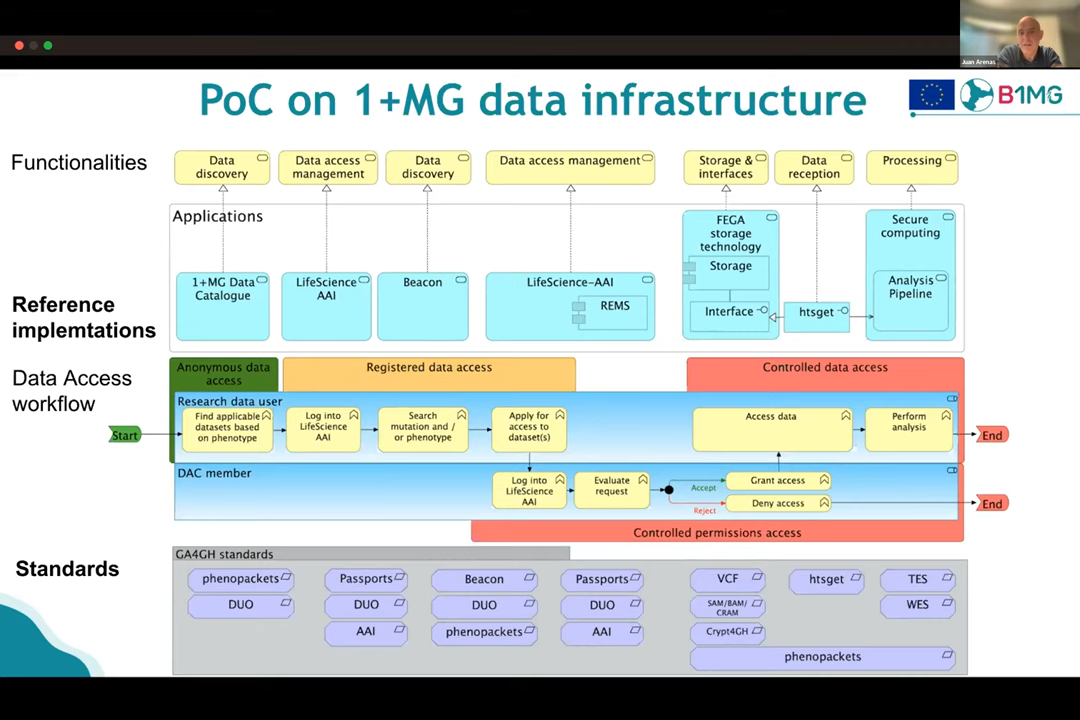 Juan Arenas
PoC on 1+MG data infrastructure
B1MG
Functionalities
Data
discovery
Data access
management
Data
discovery
Data access management
Storage &
interfaces
Data
reception
Processing
Applications
Reference
implemtations
1+MG Data
Catalogue
LifeScience
AAI
Beacon
LifeScience-AAI
REMS
FEGA
storage
technology
Storage
Interface
htsget
Secure
computing
Analysis
Pipeline
Data Access
workflow
Anonymous data
access
Registered data access
Controlled data access
Research data user
Start
Find applicable
datasets based
on phenotype
Log into
LifeScience
AAI
Search
mutation and /
or phenotype
Apply for
access to
dataset(s)
Access data
Perform
analysis
End
DAC member
Log into
LifeScience
AAI
Evaluate
request
Accept
Reject
Grant access
Deny access
End
Controlled permissions access
Standards
GA4GH standards
phenopackets
DUO
Passports
DUO
AAI
Beacon
DUO
phenopackets
Passports
DUO
AAI
VCF
SAM/BAM/
CRAM
Crypt4GH
htsget
TES
WES
phenopackets